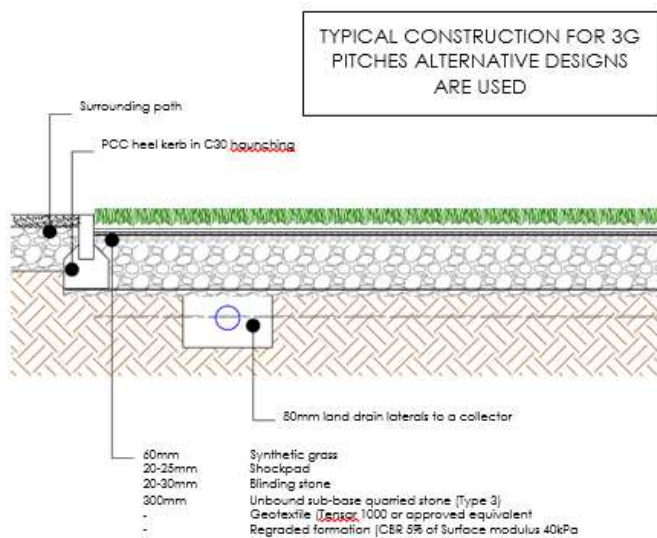 TYPICAL CONSTRUCTION FOR 3G
PITCHES ALTERNATIVE DESIGNS
ARE USED
Surrounding path
PCC heel kerb in C30 haunching
80mm land drain laterals to a collector
60mm Synthetic grass
20-25mm Shockpad
20-30mm Blinding stone
300mm Unbound sub-base quarried stone (Type 3)
- Geotextile (Tensar 1000 or approved equivalent
- Regraded formation (CBR 5% of Surface modulus 40kPa